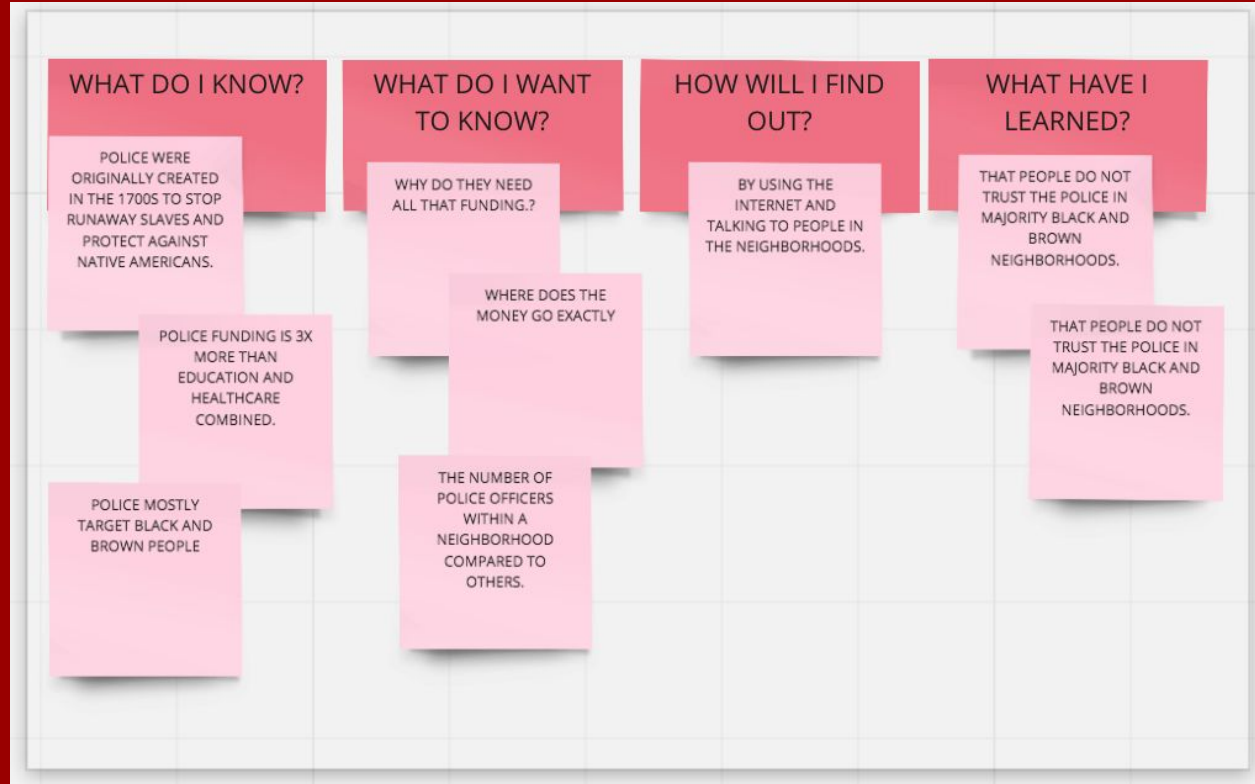 WHAT DO I KNOW?
POLICE WERE
ORIGINALLY CREATED
IN THE 1700S TO STOP
RUNAWAY SLAVES AND
PROTECT AGAINST
NATIVE AMERICANS.
POLICE FUNDING IS 3X
MORE THAN
EDUCATION AND
HEALTHCARE
COMBINED.
POLICE MOSTLY
TARGET BLACK AND
BROWN PEOPLE
WHAT DO I WANT
TO KNOW?
WHY DO THEY NEED
ALL THAT FUNDING.?
WHERE DOES THE
MONEY GO EXACTLY
THE NUMBER OF
POLICE OFFICERS
WITHIN A
NEIGHBORHOOD
COMPARED TO
OTHERS.
HOW WILL I FIND
OUT?
BY USING THE
INTERNET AND
TALKING TO PEOPLE IN
THE NEIGHBORHOODS.
WHAT HAVE I
LEARNED?
THAT PEOPLE DO NOT
TRUST THE POLICE IN
MAJORITY BLACK AND
BROWN
NEIGHBORHOODS.
THAT PEOPLE DO NOT
TRUST THE POLICE IN
MAJORITY BLACK AND
BROWN
NEIGHBORHOODS.